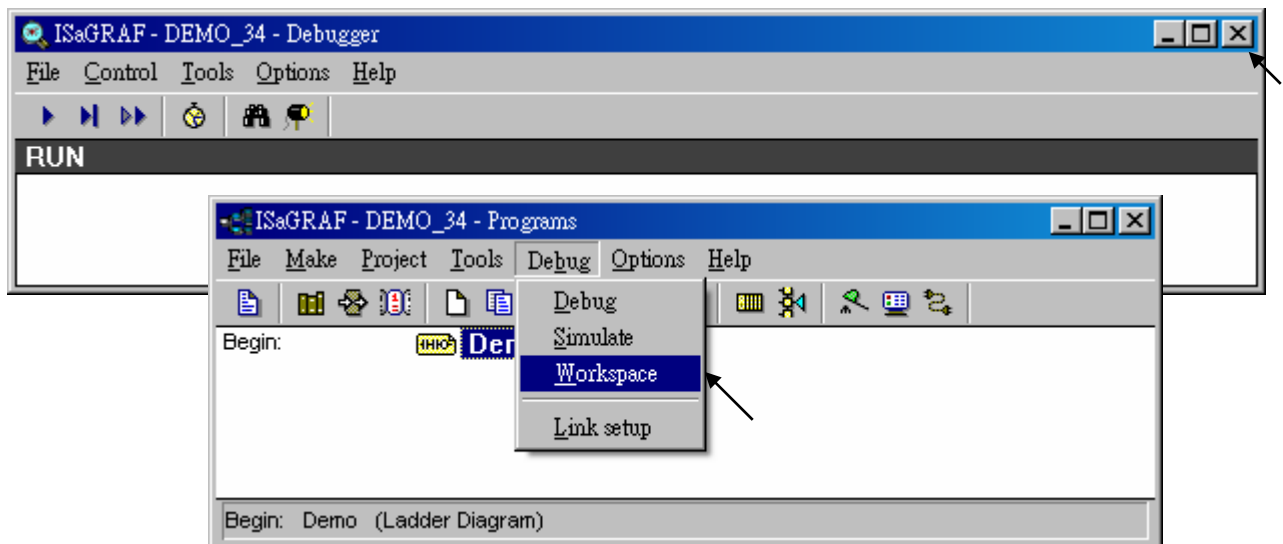 ISaGRAF - DEMO_34 - Debugger
File Control Tools Options Help
RUN
ISaGRAF - DEMO_34 - Programs
File Make Project Tools Debug Options Help
Debug
Begin:
Simulate
Workspace
Link setup
Begin: Demo (Ladder Diagram)